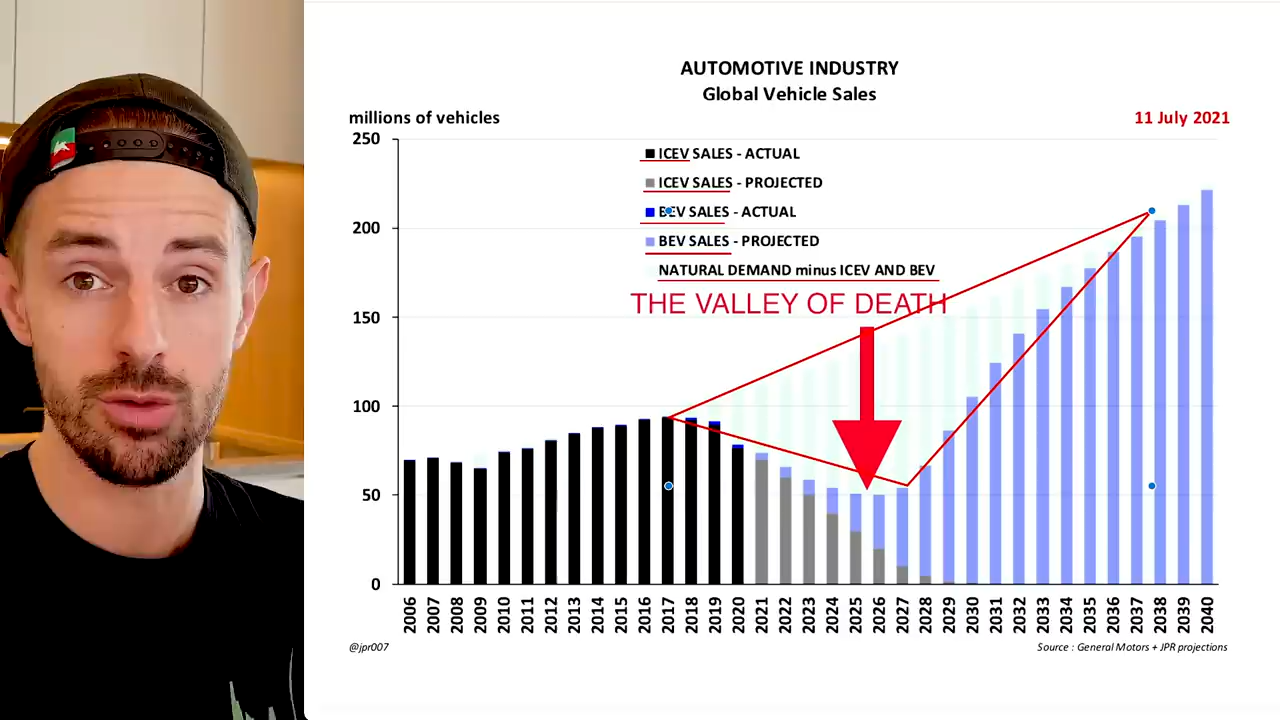 AUTOMOTIVE INDUSTRY
Global Vehicle Sales
millions of vehicles
11 July 2021
250
200
150
100
50
0
ICEV SALES - ACTUAL
ICEV SALES - PROJECTED
BEV SALES - ACTUAL
BEV SALES - PROJECTED
NATURAL DEMAND minus ICEV AND BEV
THE VALLEY OF DEATH
2006 2007 2008 2009 2010 2011 2012 2013 2014 2015 2016 2017 2018 2019 2020 2021 2022 2023 2024 2025 2026 2027 2028 2029 2030 2031 2032 2033 2034 2035 2036 2037 2038 2039 2040
@jpr007
Source : General Motors + JPR projections